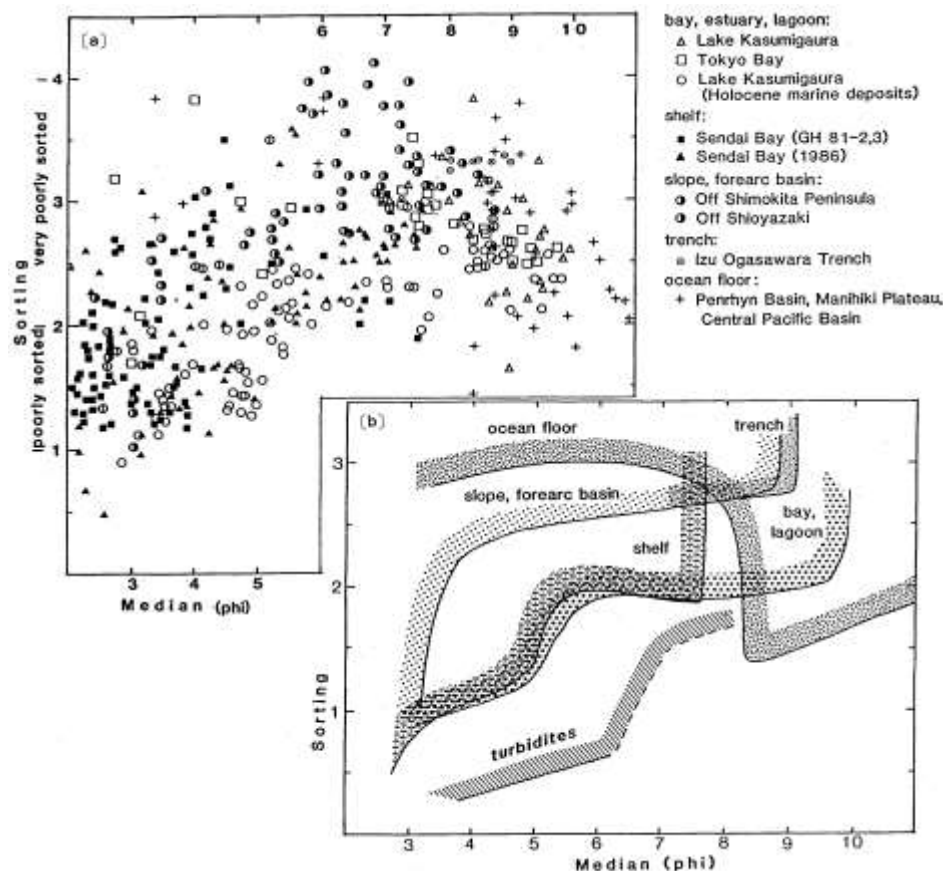 (a)
3
4
5
6
7
8
9
10
4
3
2
1
Sorting
poorly sorted
very poorly sorted
2
3
4
5
Median (phi)
bay, estuary, lagoon:
△ Lake Kasumigaura
□ Tokyo Bay
○ Lake Kasumigaura
(Holocene marine deposits)
shelf:
■ Sendai Bay (GH 81-2,3)
▲ Sendai Bay (1986)
slope, forearc basin:
Off Shimokita Peninsula
Off Shioyazaki
trench:
Izu Ogasawara Trench
ocean floor:
+ Penrhyn Basin, Manihiki Plateau,
Central Pacific Basin
(b)
ocean floor
trench
slope, forearc basin
bay,
lagoon
shelf
turbidites
3
2
1
Sorting
3
4
5
6
7
8
9
10
Median (phi)